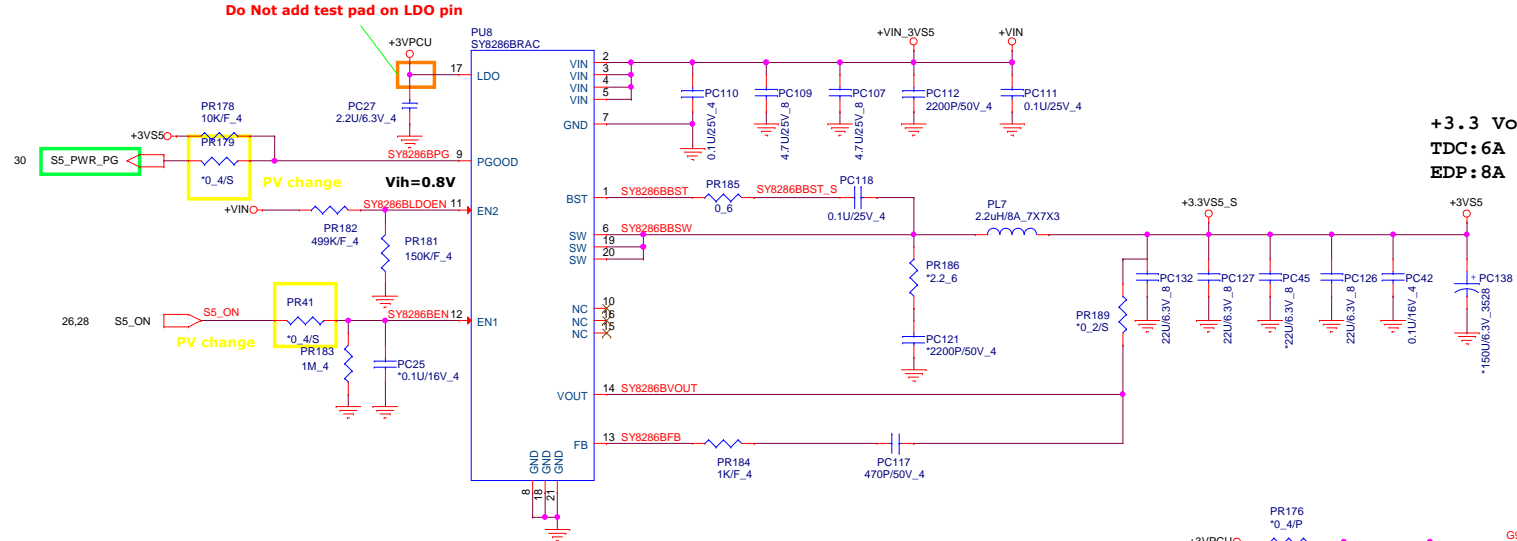 Do Not add test pad on LDO pin
+3VPCU
PU8
SY8286BRAC
17
LDO
PC27
2.2U/6.3V_4
PR178
10K/F_4
+3VS5
PR179
*0_4/S
30
S5_PWR_PG
PV change
SY8286BPG
9
PGOOD
Vih=0.8V
SY8286BLDOEN
11
EN2
+VIN
PR182
499K/F_4
PR181
150K/F_4
26,28
S5_ON
S5_ON
PR41
*0_4/S
PV change
SY8286BEN
12
EN1
PR183
1M_4
PC25
*0.1U/16V_4
VIN
VIN
VIN
VIN
2
3
4
5
GND
7
+VIN_3VS5
+VIN
PC110
0.1U/25V_4
PC109
4.7U/25V_8
PC107
4.7U/25V_8
PC112
2200P/50V_4
PC111
0.1U/25V_4
+3.3 Vo
TDC:6A
EDP:8A
BST
1
SY8286BBST
PR185
0_6
SY8286BBST_S
PC118
0.1U/25V_4
SW
SW
SW
6
19
20
SY8286BBSW
PL7
2.2uH/8A_7X7X3
+3.3VS5_S
+3VS5
PR186
*2.2_6
PC121
*2200P/50V_4
PR189
*0_2/S
PC132
22U/6.3V_8
PC127
22U/6.3V_8
PC45
*22U/6.3V_8
PC126
22U/6.3V_8
PC42
0.1U/16V_4
+
PC138
*150U/6.3V_3528
NC
NC
NC
10
16
15
VOUT
14
SY8286BVOUT
FB
13
SY8286BFB
PR184
1K/F_4
PC117
470P/50V_4
GND
GND
GND
8
18
21
PR176
*0_4/P
+3VPCU